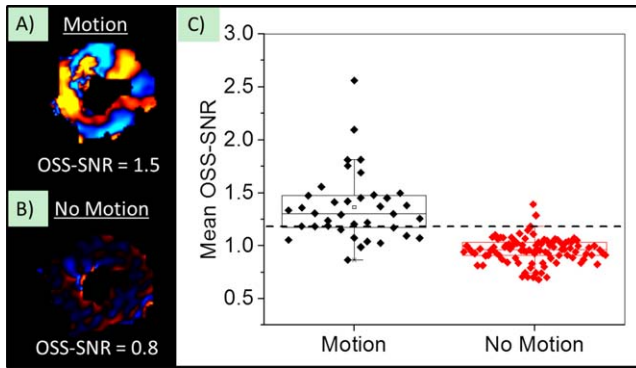 A)
Motion
OSS-SNR = 1.5
B)
No Motion
OSS-SNR = 0.8
C)
Mean OSS-SNR
3.0
2.5
2.0
1.5
1.0
0.5
Motion
No Motion